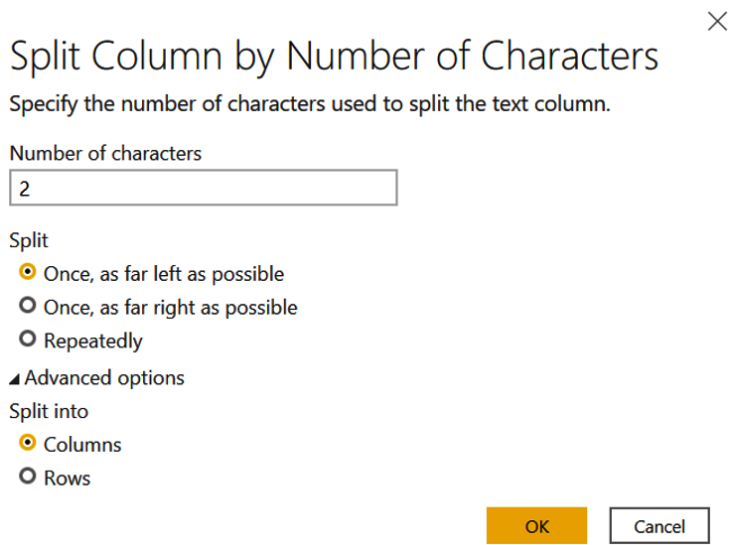 Split Column by Number of Characters
Specify the number of characters used to split the text column.
Number of characters
2
Split
Once, as far left as possible
Once, as far right as possible
Repeatedly
Advanced options
Split into
Columns
Rows
OK Cancel